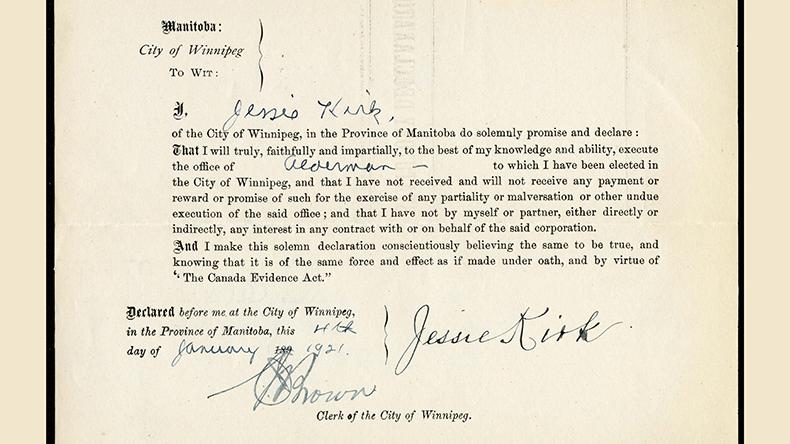 Manitoba:
City of Winnipeg
To Wit:
I, Jessie Kirk,
of the City of Winnipeg, in the Province of Manitoba do solemnly promise and declare :
That I will truly, faithfully and impartially, to the best of my knowledge and ability, execute
the office of Alderman — to which I have been elected in
the City of Winnipeg, and that I have not received and will not receive any payment or
reward or promise of such for the exercise of any partiality or malversation or other undue
execution of the said office; and that I have not by myself or partner, either directly or
indirectly, any interest in any contract with or on behalf of the said corporation.
And I make this solemn declaration conscientiously believing the same to be true, and
knowing that it is of the same force and effect as if made under oath, and by virtue of
“ The Canada Evidence Act.”
Declared before me at the City of Winnipeg,
in the Province of Manitoba, this 4th
day of January 189 1921.
Jessie Kirk
Brown
Clerk of the City of Winnipeg.